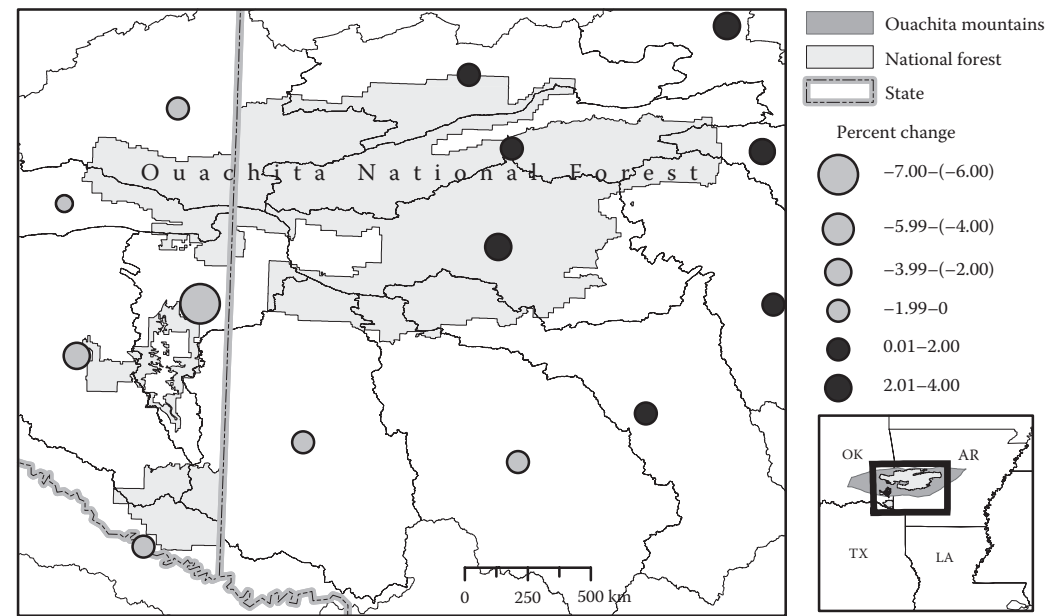 Ouachita National Forest
0 250 500 km
Ouachita mountains
National forest
State
Percent change
−7.00–(−6.00)
−5.99–(−4.00)
−3.99–(−2.00)
−1.99–0
0.01–2.00
2.01–4.00
OK AR
TX LA